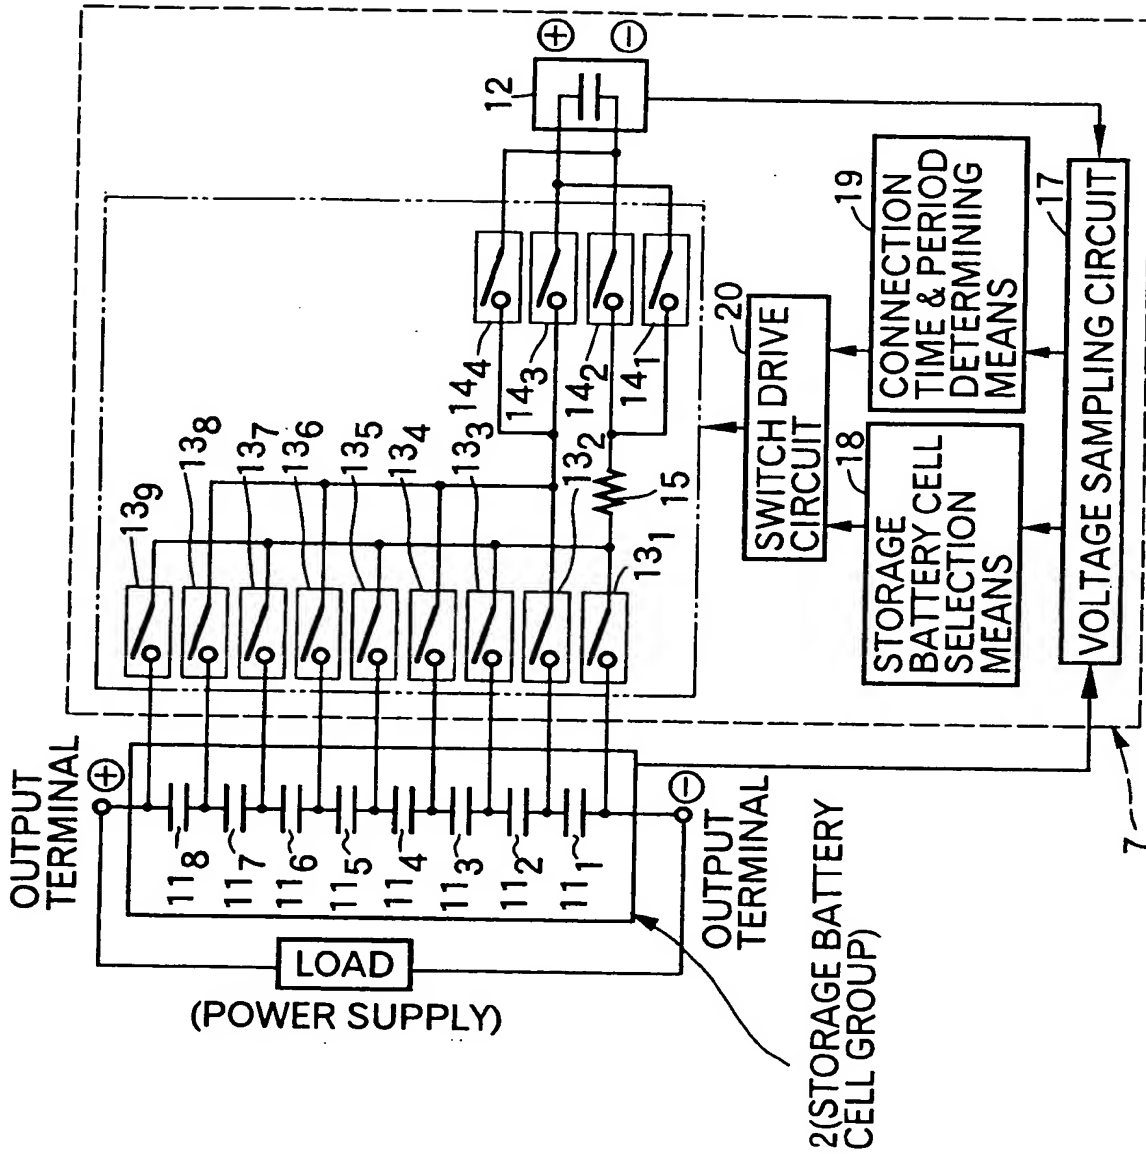 OUTPUT
TERMINAL
⊕
LOAD
(POWER SUPPLY)
11₈
11₇
11₆
11₅
11₄
11₃
11₂
11₁
⊖
OUTPUT
TERMINAL
2(STORAGE BATTERY
CELL GROUP)
13₉
13₈
13₇
13₆
13₅
13₄
13₃
13₂
13₁
15
14₄
14₃
14₂
14₁
12
⊕
⊖
20
SWITCH DRIVE
CIRCUIT
18
STORAGE
BATTERY CELL
SELECTION
MEANS
19
CONNECTION
TIME & PERIOD
DETERMINING
MEANS
17
VOLTAGE SAMPLING CIRCUIT
7